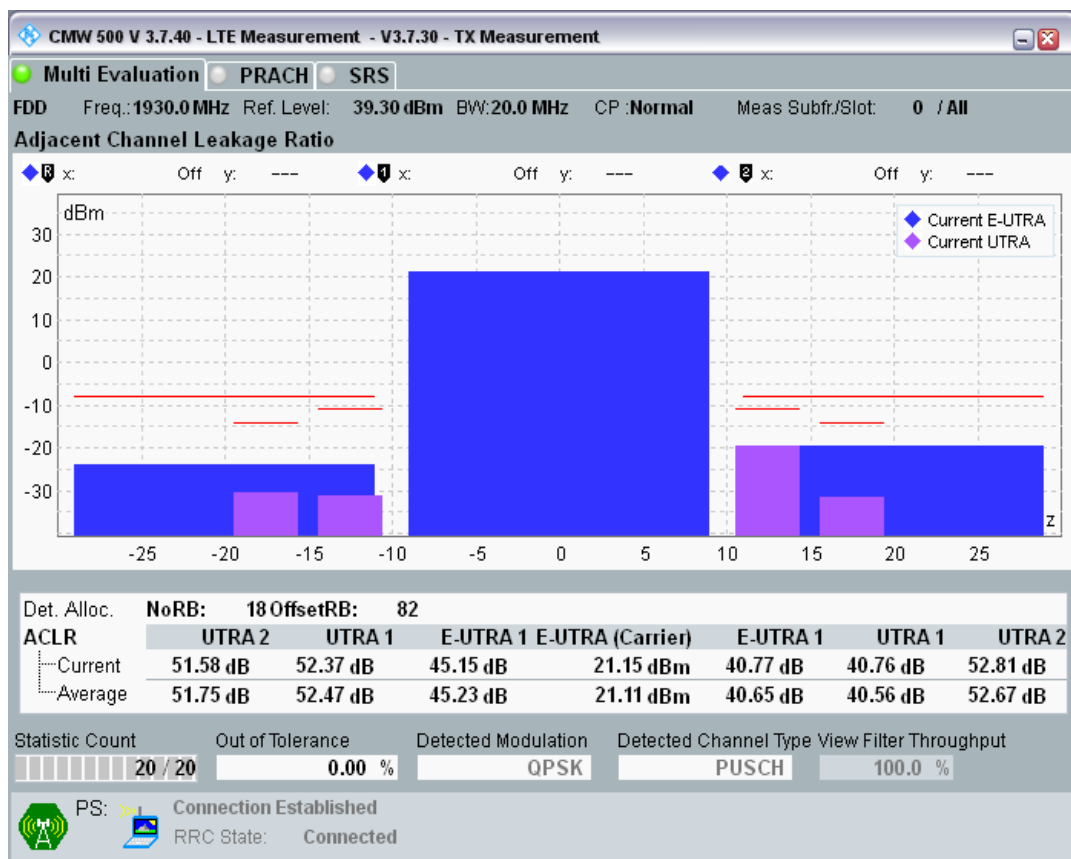 CMW 500 V 3.7.40 - LTE Measurement - V3.7.30 - TX Measurement
Multi Evaluation PRACH SRS
FDD Freq.: 1930.0 MHz Ref. Level: 39.30 dBm BW: 20.0 MHz CP : Normal Meas Subfr./Slot: 0 / All
Adjacent Channel Leakage Ratio
R x: Off y: --- 1 x: Off y: --- 2 x: Off y: ---
dBm
Current E-UTRA
Current UTRA
30
20
10
0
-10
-20
-30
z
-25 -20 -15 -10 -5 0 5 10 15 20 25
Det. Alloc. NoRB: 18 OffsetRB: 82
ACLR UTRA 2 UTRA 1 E-UTRA 1 E-UTRA (Carrier) E-UTRA 1 UTRA 1 UTRA 2
Current 51.58 dB 52.37 dB 45.15 dB 21.15 dBm 40.77 dB 40.76 dB 52.81 dB
Average 51.75 dB 52.47 dB 45.23 dB 21.11 dBm 40.65 dB 40.56 dB 52.67 dB
Statistic Count Out of Tolerance Detected Modulation Detected Channel Type View Filter Throughput
20 / 20 0.00 % QPSK PUSCH 100.0 %
PS: Connection Established
RRC State: Connected